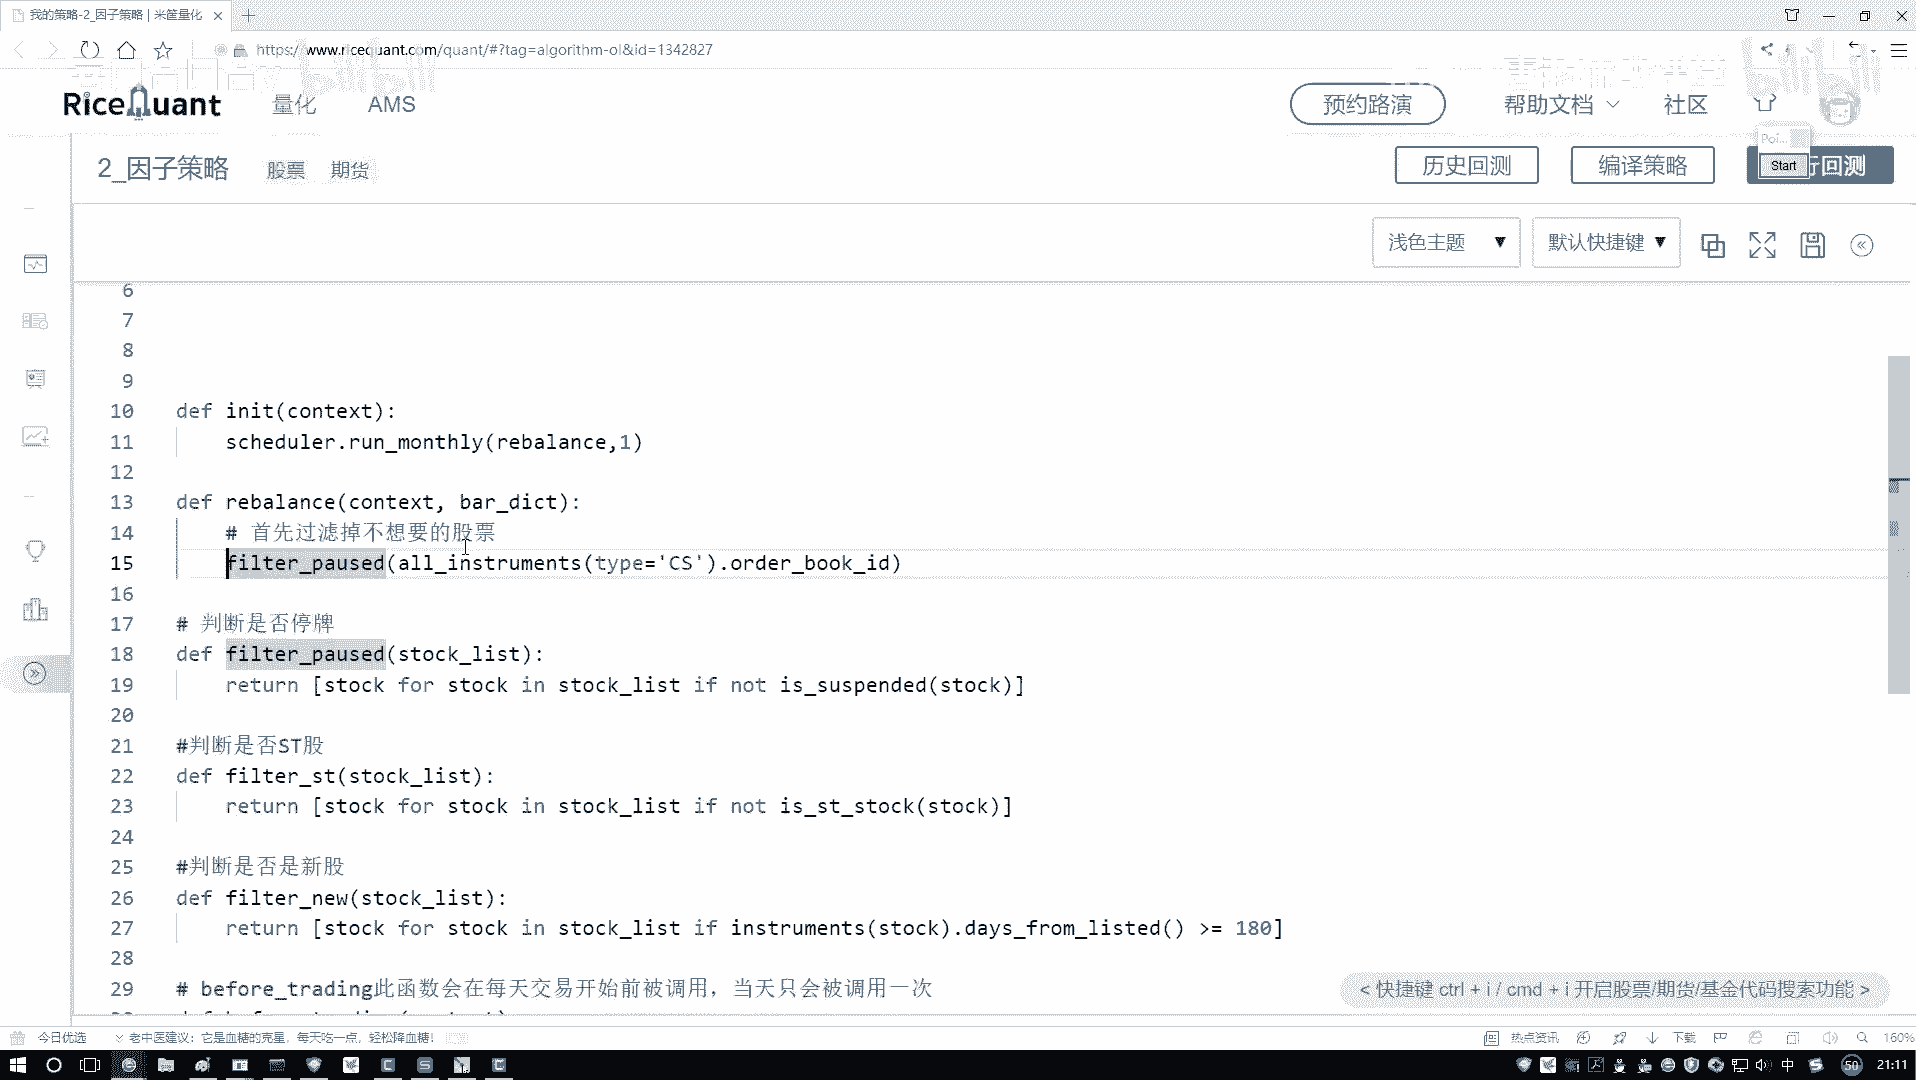 我的策略-2_因子策略 | 米筐量化
https://www.ricequant.com/quant/#?tag=algorithm-ol&id=1342827
bilibili
bilibili
RiceQuant
量化
AMS
预约路演
帮助文档
社区
Poi...
2_因子策略
股票
期货
历史回测
编译策略
Start
行回测
浅色主题
默认快捷键
6
7
8
9
10 def init(context):
11 scheduler.run_monthly(rebalance,1)
12
13 def rebalance(context, bar_dict):
14 # 首先过滤掉不想要的股票
15 filter_paused(all_instruments(type='CS').order_book_id)
16
17 # 判断是否停牌
18 def filter_paused(stock_list):
19 return [stock for stock in stock_list if not is_suspended(stock)]
20
21 #判断是否ST股
22 def filter_st(stock_list):
23 return [stock for stock in stock_list if not is_st_stock(stock)]
24
25 #判断是否是新股
26 def filter_new(stock_list):
27 return [stock for stock in stock_list if instruments(stock).days_from_listed() >= 180]
28
29 # before_trading此函数会在每天交易开始前被调用，当天只会被调用一次
< 快捷键 ctrl + i / cmd + i 开启股票/期货/基金代码搜索功能 >
今日优选
老中医建议：它是血糖的克星，每天吃一点，轻松降血糖！
热点资讯
下载
160%
中
50
21:11